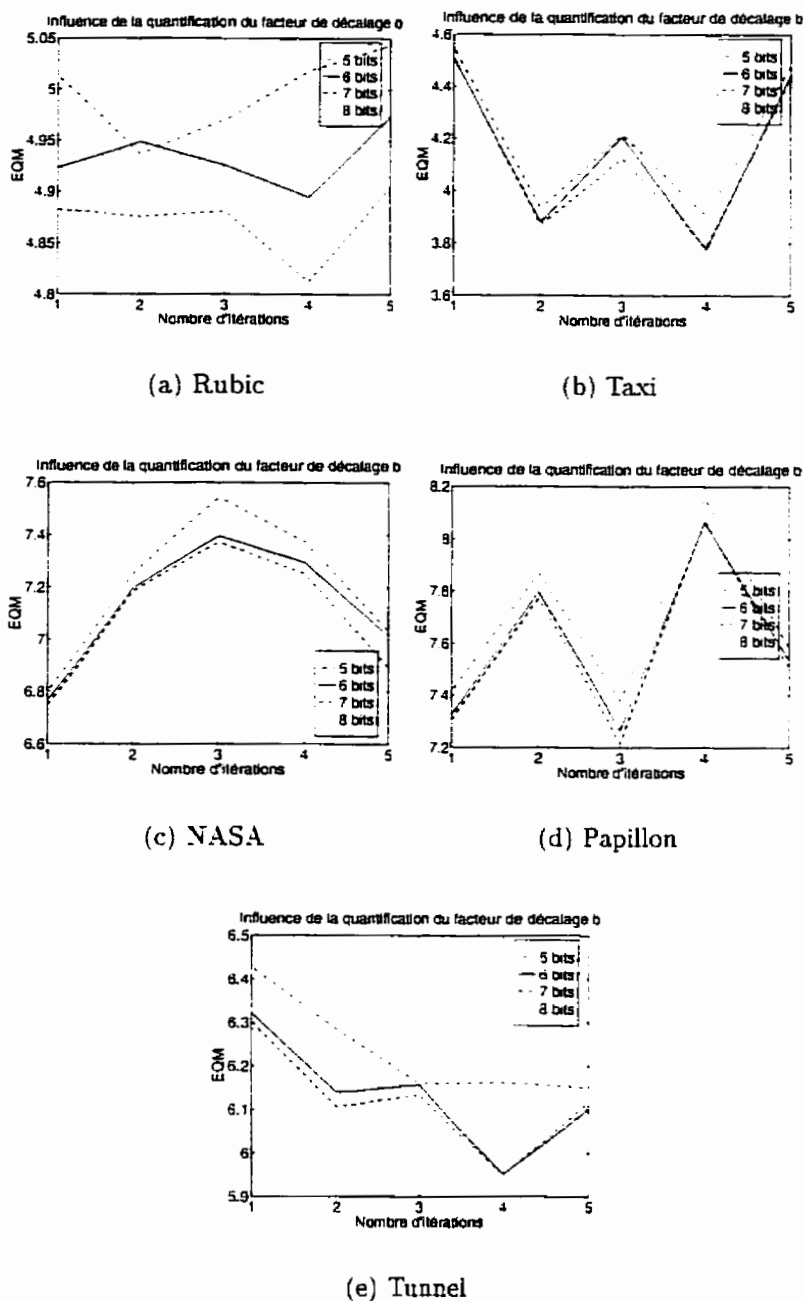 Influence de la quantification du facteur de décalage b
5.05
5
4.95
4.9
4.85
4.8
EQM
5 bits
6 bits
7 bits
8 bits
1 2 3 4 5
Nombre d'itérations
(a) Rubic
Influence de la quantification du facteur de décalage b
4.6
4.4
4.2
4
3.8
3.6
EQM
5 bits
6 bits
7 bits
8 bits
1 2 3 4 5
Nombre d'itérations
(b) Taxi
Influence de la quantification du facteur de décalage b
7.6
7.4
7.2
7
6.8
6.6
EQM
5 bits
6 bits
7 bits
8 bits
1 2 3 4 5
Nombre d'itérations
(c) NASA
Influence de la quantification du facteur de décalage b
8.2
8
7.8
7.6
7.4
7.2
EQM
5 bits
6 bits
7 bits
8 bits
1 2 3 4 5
Nombre d'itérations
(d) Papillon
Influence de la quantification du facteur de décalage b
6.5
6.4
6.3
6.2
6.1
6
5.9
EQM
5 bits
6 bits
7 bits
8 bits
1 2 3 4 5
Nombre d'itérations
(e) Tunnel